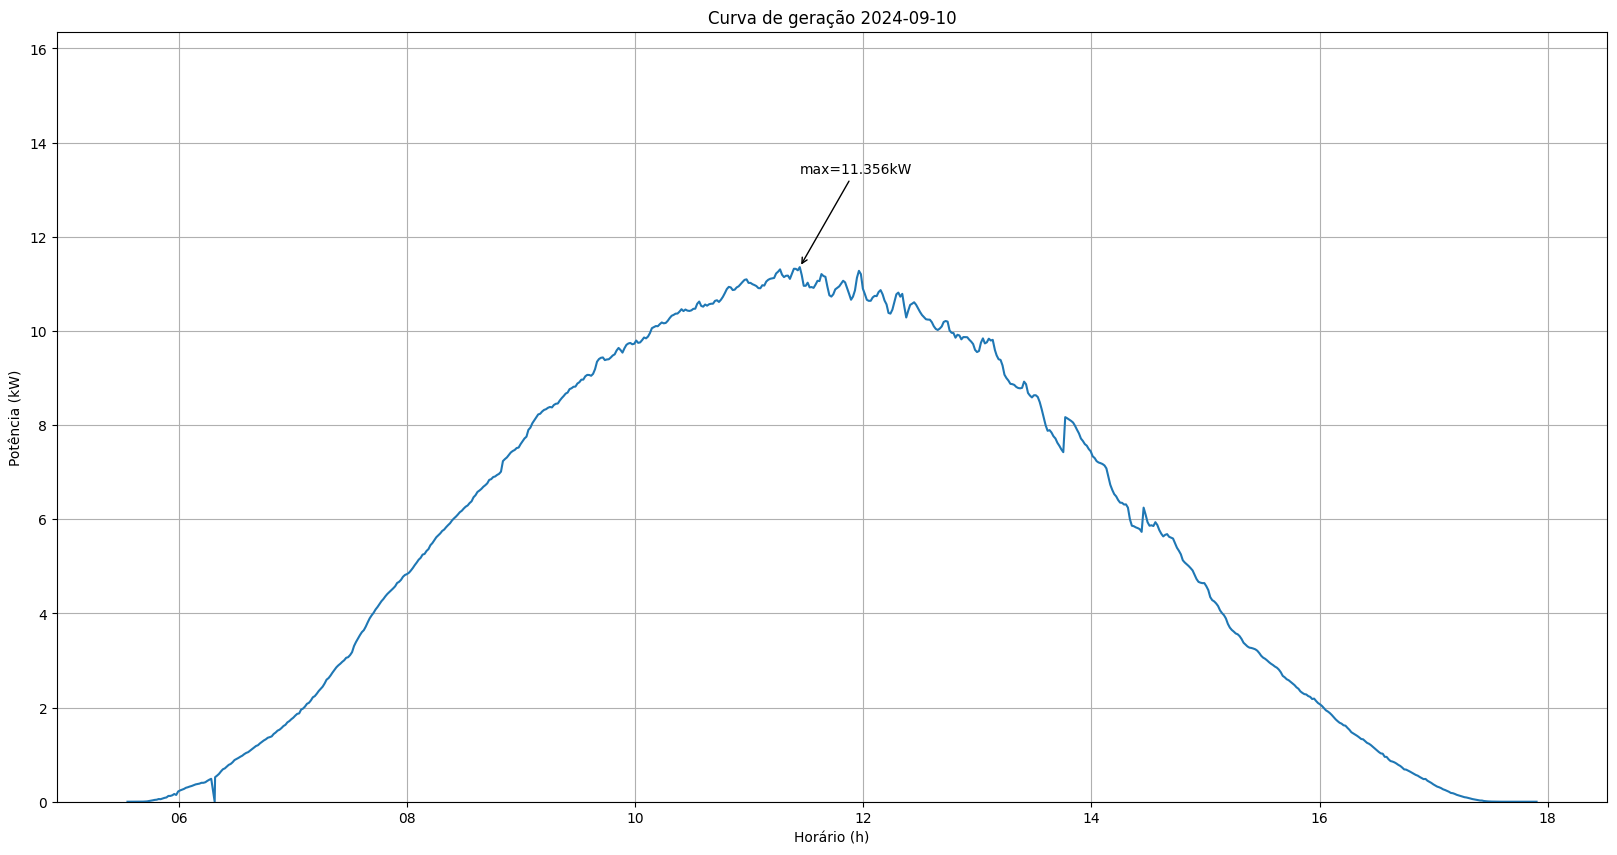 Curva de geração 2024-09-10
16
14
max=11.356kW
12
10
8
6
4
2
0
Potência (kW)
06 08 10 12 14 16 18
Horário (h)